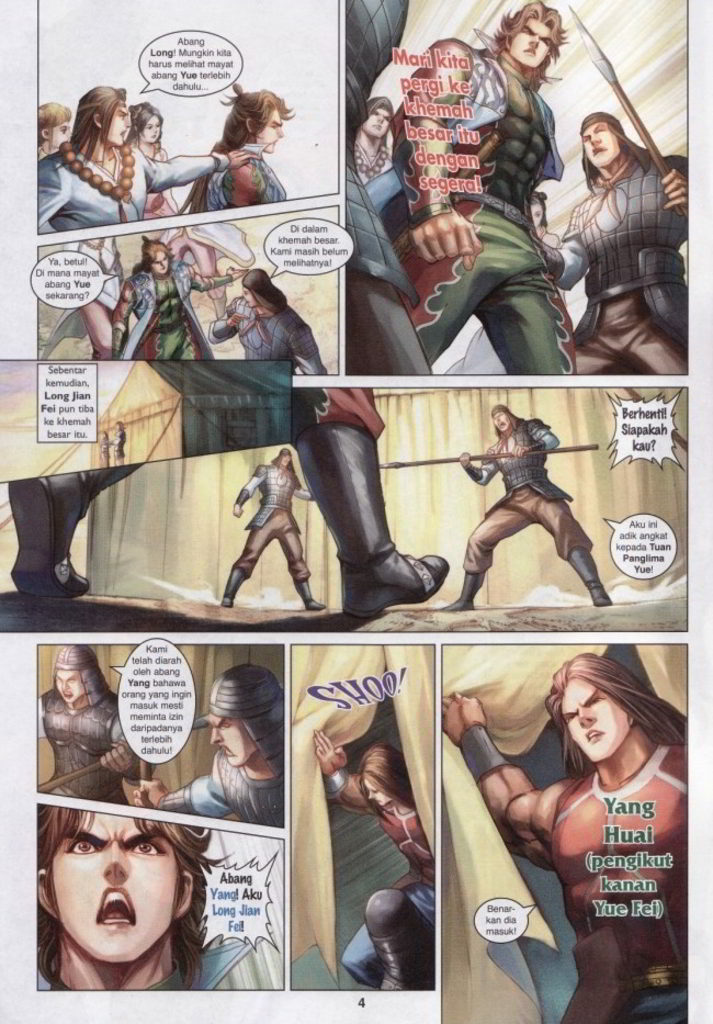 Abang
Long! Mungkin kita
harus melihat mayat
abang Yue terlebih
dahulu...
Mari kita
pergi ke
khemah
besar itu
dengan
segera!
Ya, betul!
Di mana mayat
abang Yue
sekarang?
Di dalam
khemah besar.
Kami masih belum
melihatnya!
Sebentar
kemudian,
Long Jian
Fei pun tiba
ke khemah
besar itu.
Berhenti!
Siapakah
kau?
Aku ini
adik angkat
kepada Tuan
Panglima
Yue!
Kami
telah diarah
oleh abang
Yang bahawa
orang yang ingin
masuk mesti
meminta izin
daripadanya
terlebih
dahulu!
Abang
Yang! Aku
Long Jian
Fei!
SHOO!
Yang
Huai
(pengikut
kanan
Yue Fei)
Benar-
kan dia
masuk!
4